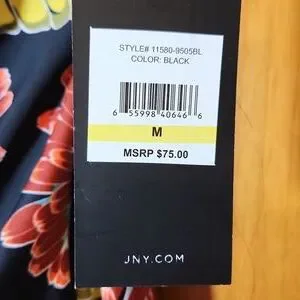 STYLE# 11580-9505BL
COLOR: BLACK
6 55998 40646 6
M
MSRP $75.00
JNY.COM